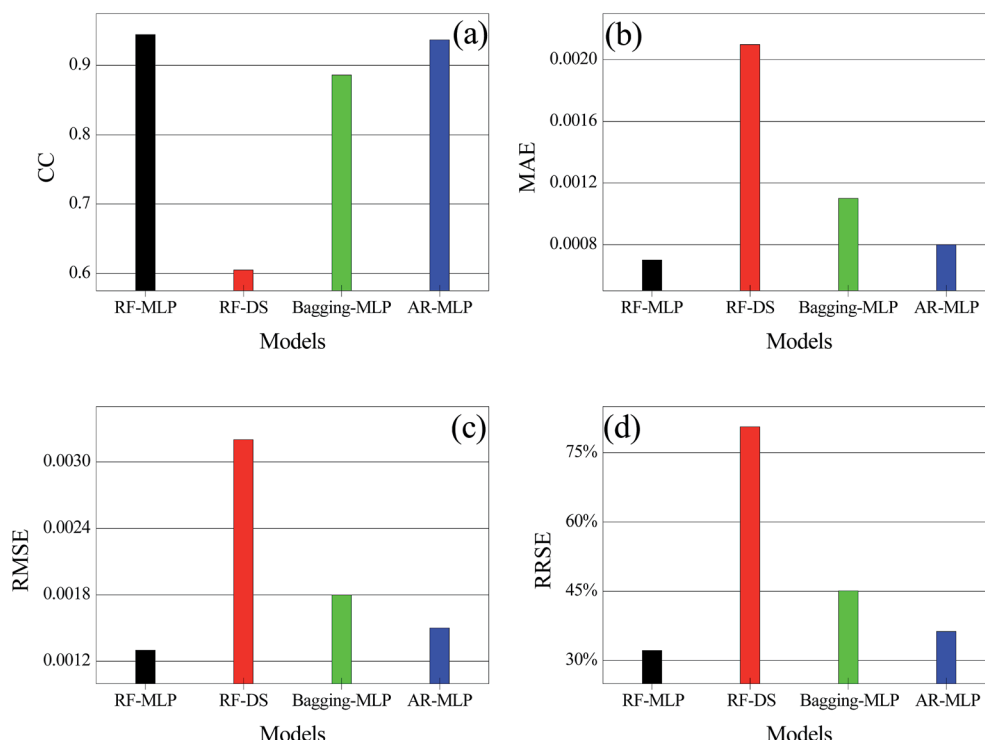 (a)
CC
0.9
0.8
0.7
0.6
RF-MLP RF-DS Bagging-MLP AR-MLP
Models
(b)
MAE
0.0020
0.0016
0.0012
0.0008
RF-MLP RF-DS Bagging-MLP AR-MLP
Models
(c)
RMSE
0.0030
0.0024
0.0018
0.0012
RF-MLP RF-DS Bagging-MLP AR-MLP
Models
(d)
RRSE
75%
60%
45%
30%
RF-MLP RF-DS Bagging-MLP AR-MLP
Models